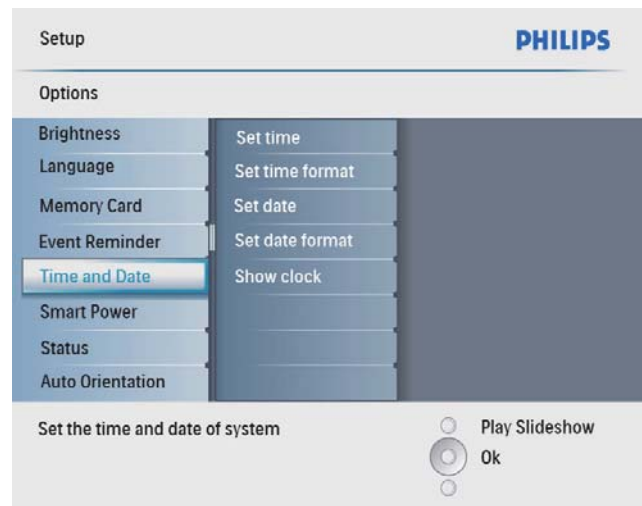 Setup
PHILIPS
Options
Brightness
Language
Memory Card
Event Reminder
Time and Date
Smart Power
Status
Auto Orientation
Set time
Set time format
Set date
Set date format
Show clock
Set the time and date of system
Play Slideshow
Ok